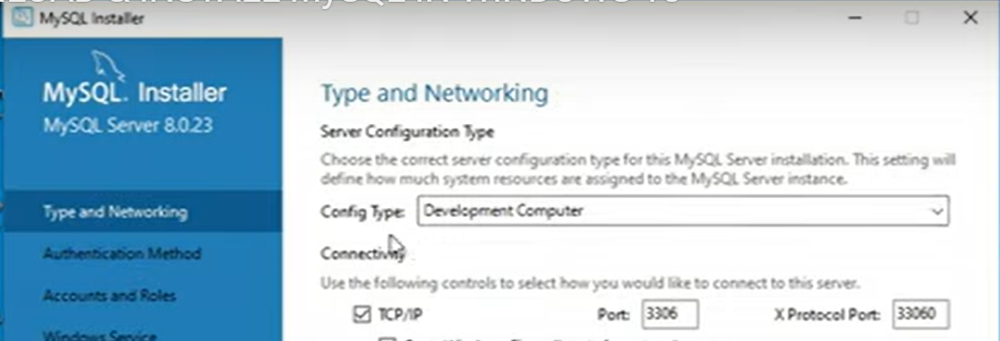 MySQL IN WINDOWS 10
MySQL Installer
MySQL. Installer
MySQL Server 8.0.23
Type and Networking
Authentication Method
Accounts and Roles
Windows Service
Type and Networking
Server Configuration Type
Choose the correct server configuration type for this MySQL Server installation. This setting will
define how much system resources are assigned to the MySQL Server instance.
Config Type: Development Computer
Connectivity
Use the following controls to select how you would like to connect to this server.
TCP/IP Port: 3306 X Protocol Port: 33060